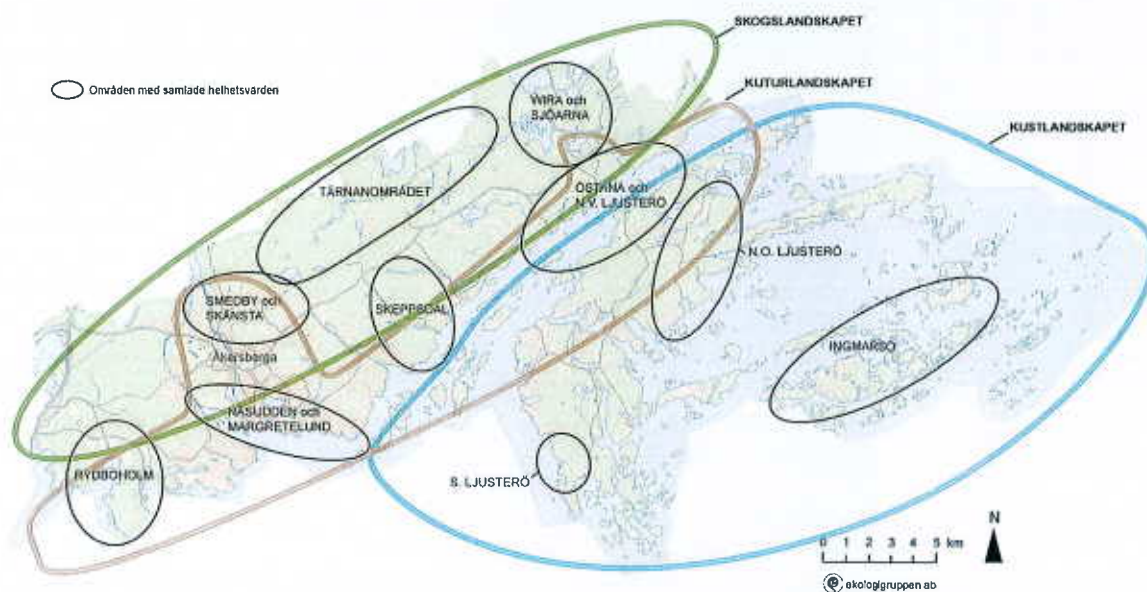 SKOGSLANDSKAPET
KUTURLANDSKAPET
Områden med samlade helhetsvärden
WIRA och
SJÖARNA
KUSTLANDSKAPET
TÄRNANOMRÅDET
ÖSTANA och
N.V. LJUSTERÖ
N.O. LJUSTERÖ
SMEDBY och
SKÅNSTA
SKEPPSDAL
INGMARSÖ
Åkersberga
NÄSUDDEN och
MARGRETELUND
RYDBOHOLM
S. LJUSTERÖ
N
0 1 2 3 4 5 km
ekologigruppen ab